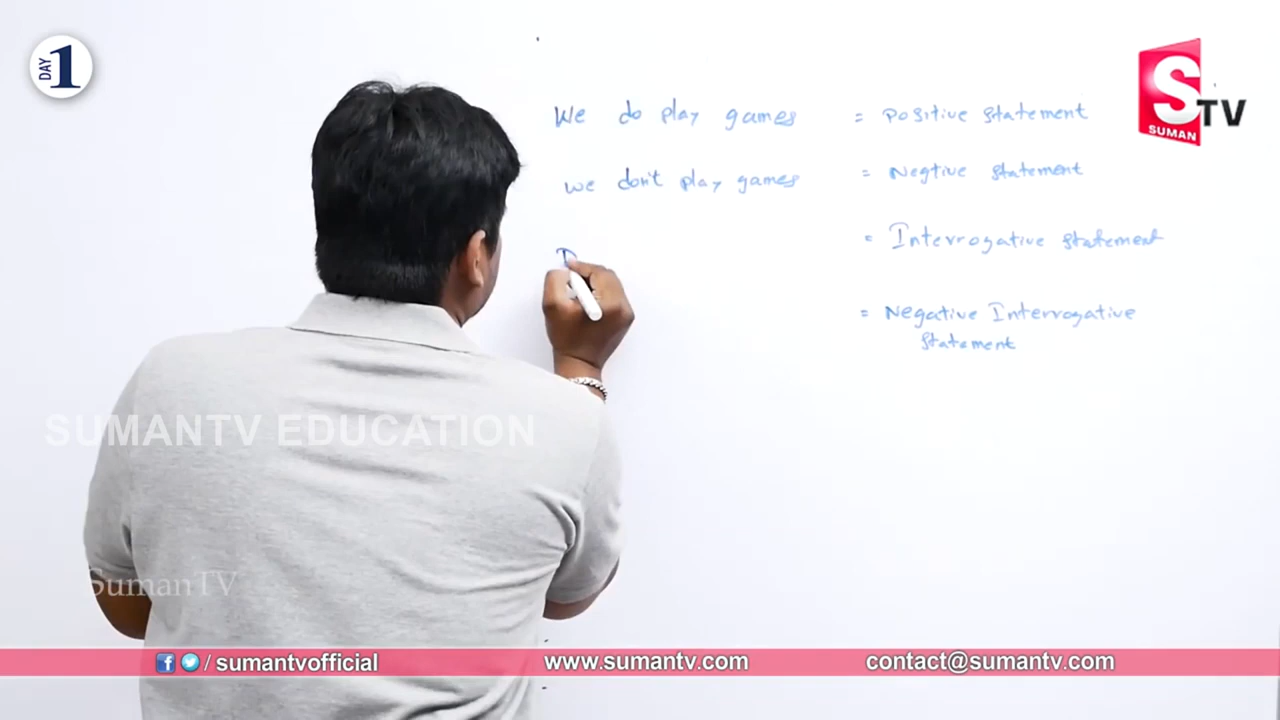 DAY 1
S TV
SUMAN
We do play games = Positive statement
we don't play games = Negtive statement
D = Interrogative statement
= Negative Interrogative
statement
SUMANTV EDUCATION
SumanTV
/ sumantvofficial www.sumantv.com contact@sumantv.com